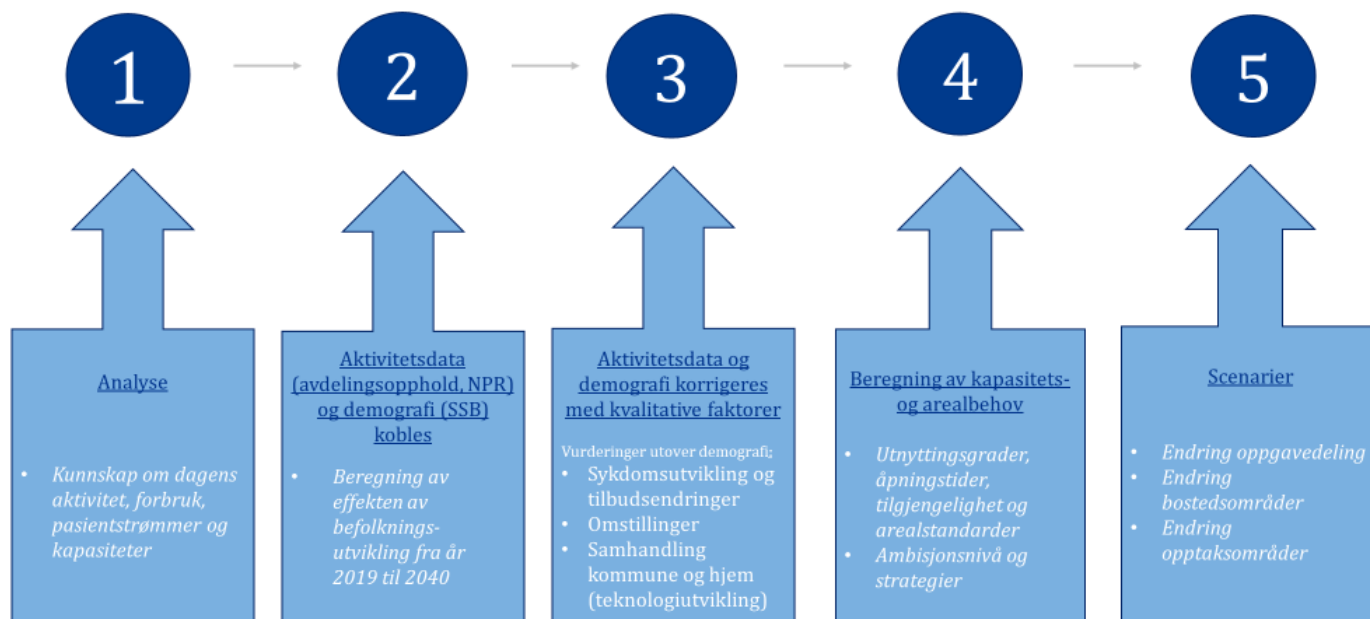 1
2
3
4
5
Analyse
• Kunnskap om dagens
aktivitet, forbruk,
pasientstrømmer og
kapasiteter
Aktivitetsdata
(avdelingsopphold, NPR)
og demografi (SSB)
kobles
• Beregning av
effekten av
befolknings-
utvikling fra år
2019 til 2040
Aktivitetsdata og
demografi korrigeres
med kvalitative faktorer
Vurderinger utover demografi;
• Sykdomsutvikling og
tilbudsendringer
• Omstillinger
• Samhandling
kommune og hjem
(teknologiutvikling)
Beregning av kapasitets-
og arealbehov
• Utnyttingsgrader,
åpningstider,
tilgjengelighet og
arealstandarder
• Ambisjonsnivå og
strategier
Scenarier
• Endring oppgavedeling
• Endring
bostedsområder
• Endring
opptaksområder